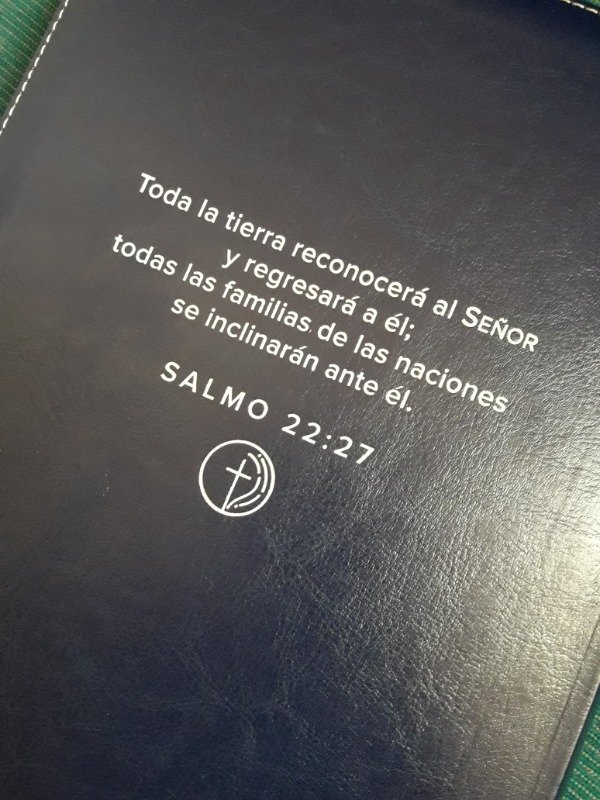 Toda la tierra reconocerá al SEÑOR
y regresará a él;
todas las familias de las naciones
se inclinarán ante él.
SALMO 22:27